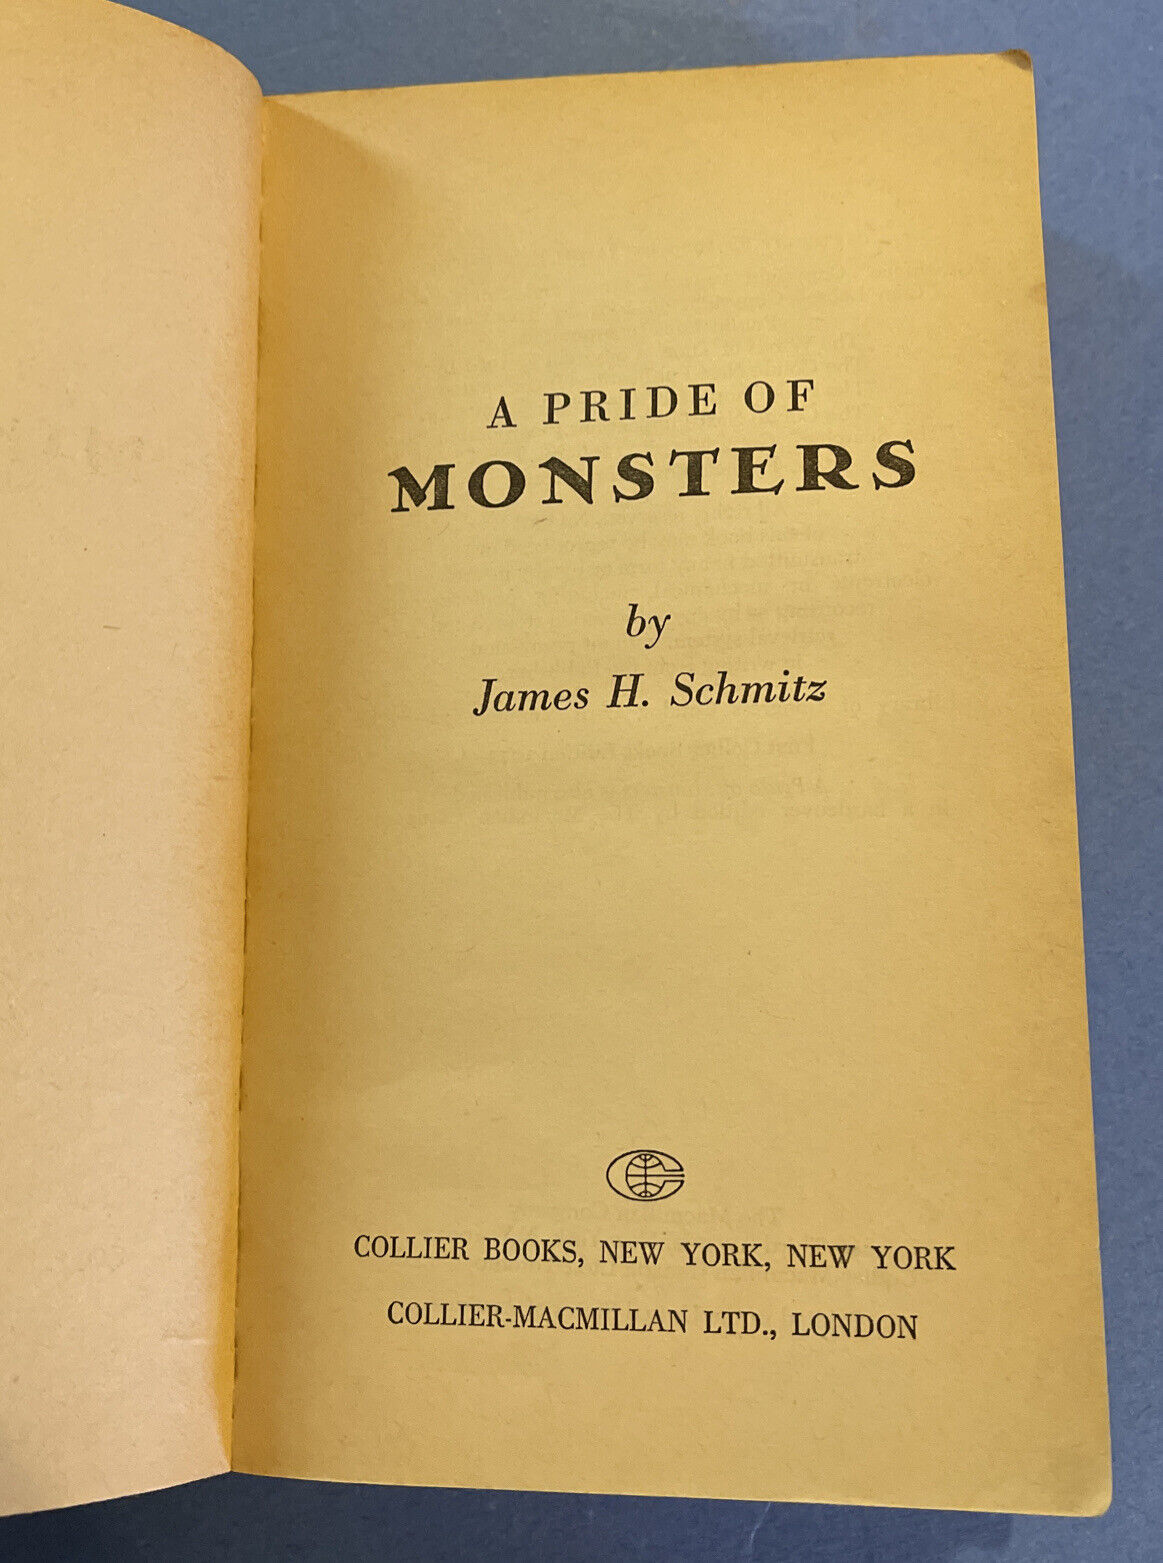 A PRIDE OF
MONSTERS
by
James H. Schmitz
COLLIER BOOKS, NEW YORK, NEW YORK
COLLIER-MACMILLAN LTD., LONDON